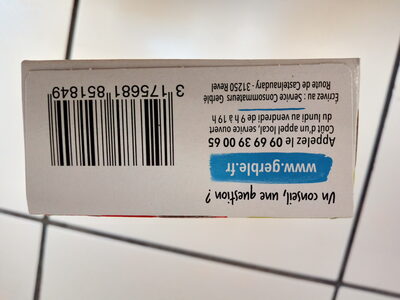 Un conseil, une question ?
www.gerble.fr
Appelez le 09 69 39 00 65
Coût d'un appel local, service ouvert
du lundi au vendredi de 9 h à 19 h
Écrivez au : Service Consommateurs Gerblé
Route de Castelnaudary - 31250 Revel
3 175681 851849